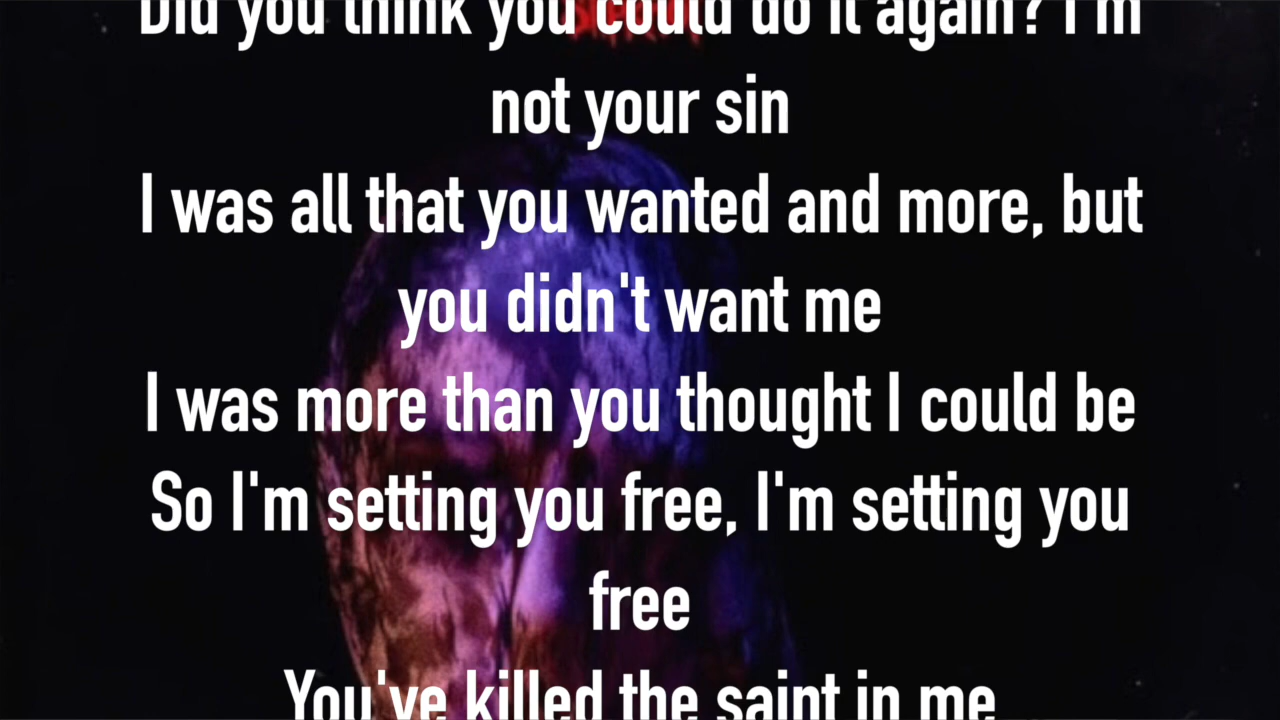 Did you think you could do it again? I'm
not your sin
I was all that you wanted and more, but
you didn't want me
I was more than you thought I could be
So I'm setting you free, I'm setting you
free
You've killed the saint in me